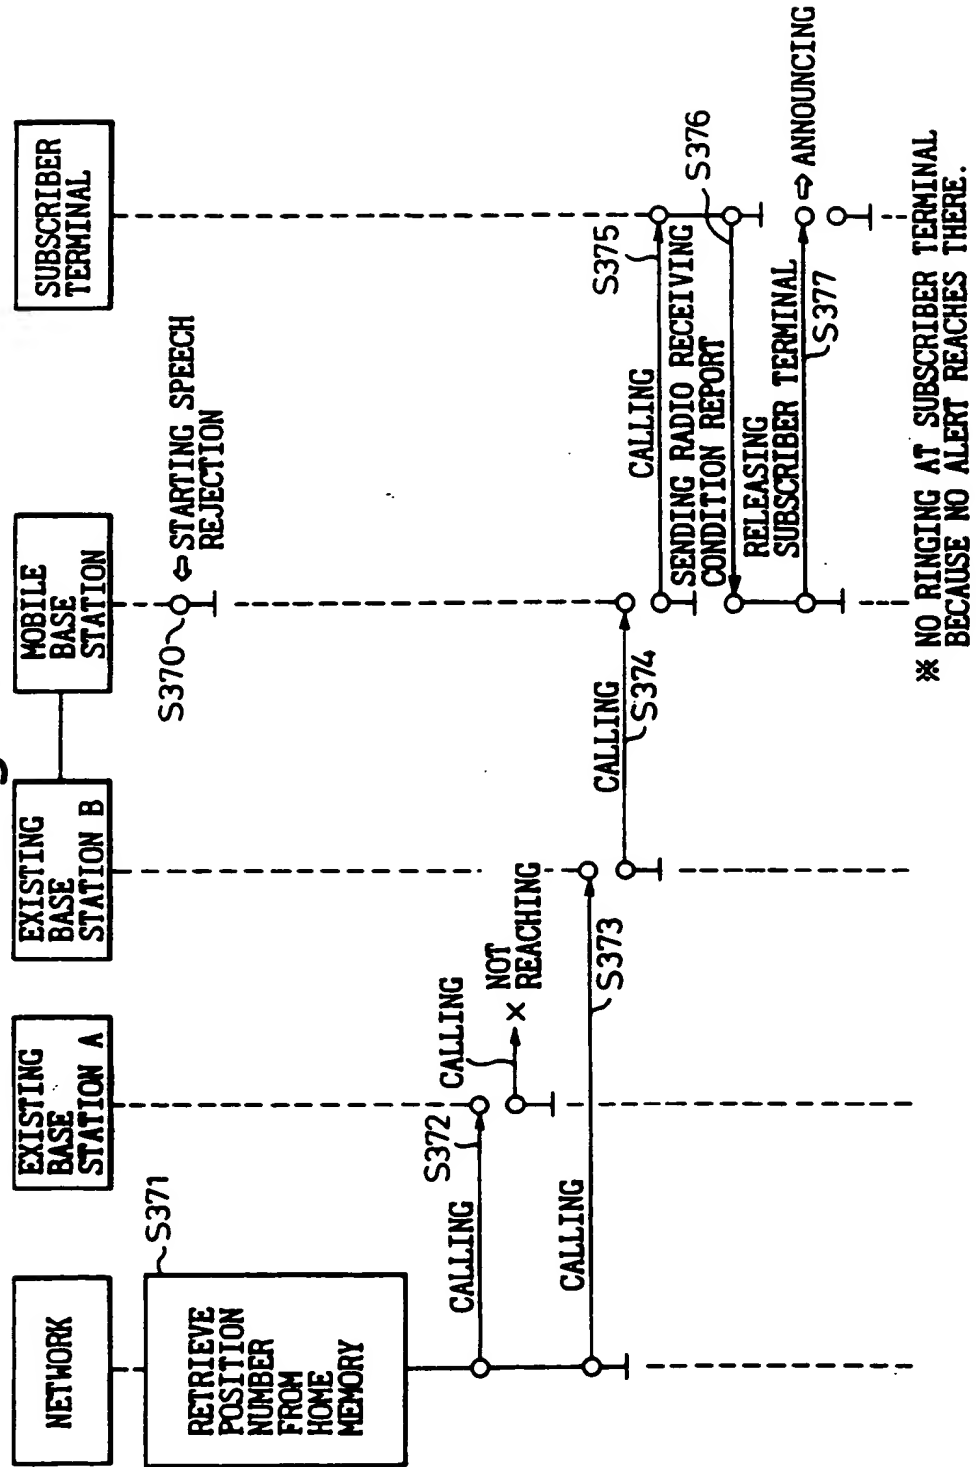 NETWORK
EXISTING
BASE
STATION A
EXISTING
BASE
STATION B
MOBILE
BASE
STATION
SUBSCRIBER
TERMINAL
S370
⇦ STARTING SPEECH
REJECTION
S371
RETRIEVE
POSITION
NUMBER
FROM
HOME
MEMORY
CALLING
S372
CALLING
× NOT
REACHING
CALLING
S373
CALLING
S374
CALLING
S375
SENDING RADIO RECEIVING
CONDITION REPORT
S376
RELEASING
SUBSCRIBER TERMINAL
S377
⇨ ANNOUNCING
※ NO RINGING AT SUBSCRIBER TERMINAL
BECAUSE NO ALERT REACHES THERE.